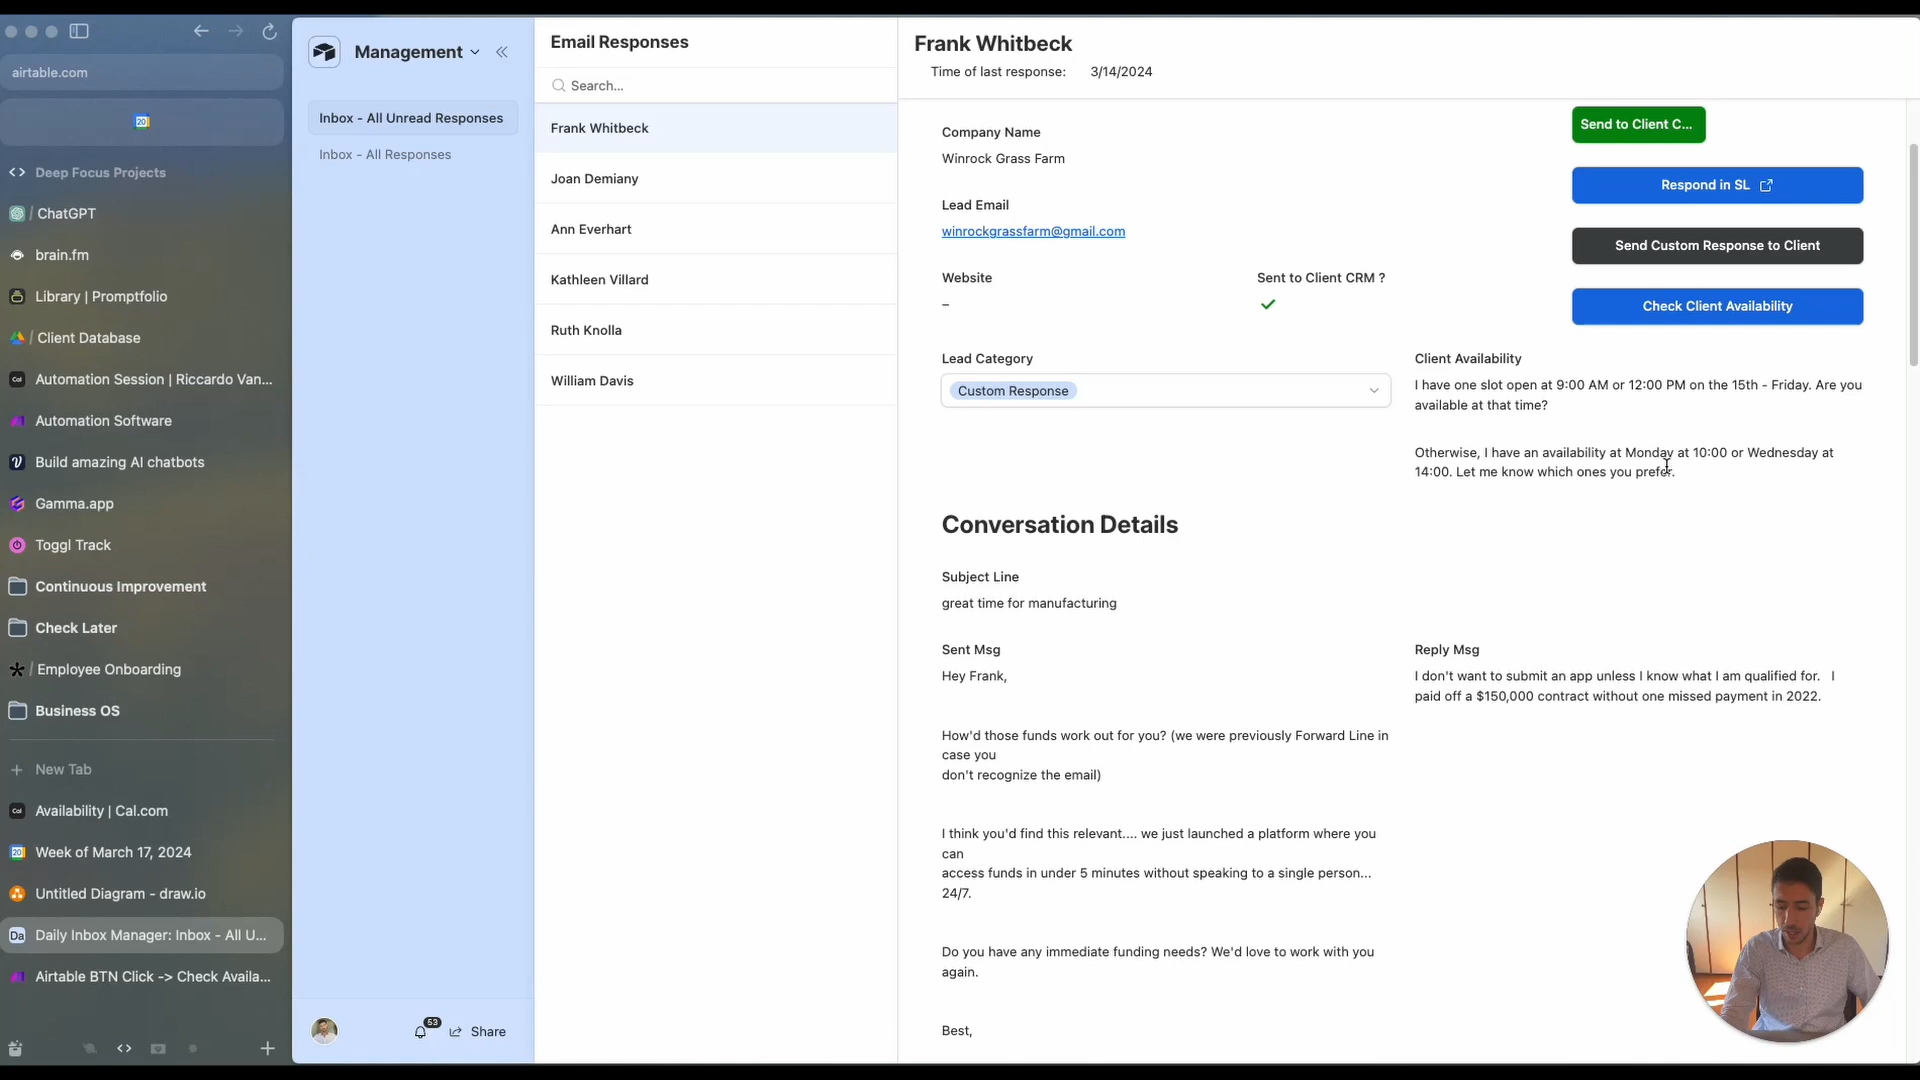 airtable.com
20
Deep Focus Projects
/ ChatGPT
brain.fm
Library | Promptfolio
/ Client Database
Cal
Automation Session | Riccardo Van...
Automation Software
Build amazing AI chatbots
Gamma.app
Toggl Track
Continuous Improvement
Check Later
/ Employee Onboarding
Business OS
New Tab
Cal
Availability | Cal.com
20
Week of March 17, 2024
Untitled Diagram - draw.io
Da
Daily Inbox Manager: Inbox - All U...
Airtable BTN Click -> Check Availa...
Management
Inbox - All Unread Responses
Inbox - All Responses
53
Share
Email Responses
Search...
Frank Whitbeck
Joan Demiany
Ann Everhart
Kathleen Villard
Ruth Knolla
William Davis
Frank Whitbeck
Time of last response: 3/14/2024
Company Name
Winrock Grass Farm
Lead Email
winrockgrassfarm@gmail.com
Website
–
Sent to Client CRM ?
Send to Client C...
Respond in SL
Send Custom Response to Client
Check Client Availability
Lead Category
Custom Response
Client Availability
I have one slot open at 9:00 AM or 12:00 PM on the 15th - Friday. Are you
available at that time?
Otherwise, I have an availability at Monday at 10:00 or Wednesday at
14:00. Let me know which ones you prefer.
Conversation Details
Subject Line
great time for manufacturing
Sent Msg
Hey Frank,
How'd those funds work out for you? (we were previously Forward Line in
case you
don't recognize the email)
I think you'd find this relevant.... we just launched a platform where you
can
access funds in under 5 minutes without speaking to a single person...
24/7.
Do you have any immediate funding needs? We'd love to work with you
again.
Best,
Reply Msg
I don't want to submit an app unless I know what I am qualified for. I
paid off a $150,000 contract without one missed payment in 2022.